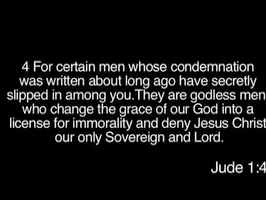 4 For certain men whose condemnation
was written about long ago have secretly
slipped in among you.They are godless men,
who change the grace of our God into a
license for immorality and deny Jesus Christ
our only Sovereign and Lord.
Jude 1:4